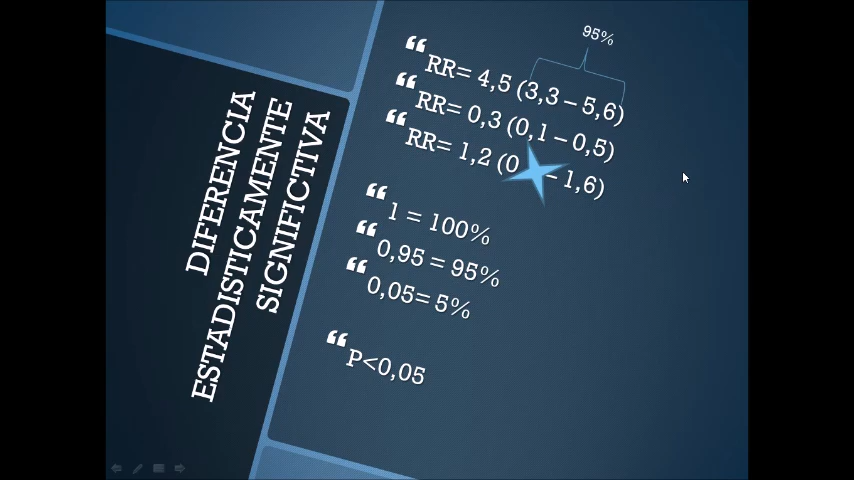 DIFERENCIA
ESTADISTICAMENTE
SIGNIFICTIVA
95%
“RR= 4,5 (3,3 – 5,6)
“RR= 0,3 (0,1 – 0,5)
“RR= 1,2 (0 – 1,6)
“1 = 100%
“0,95 = 95%
“0,05= 5%
“P<0,05